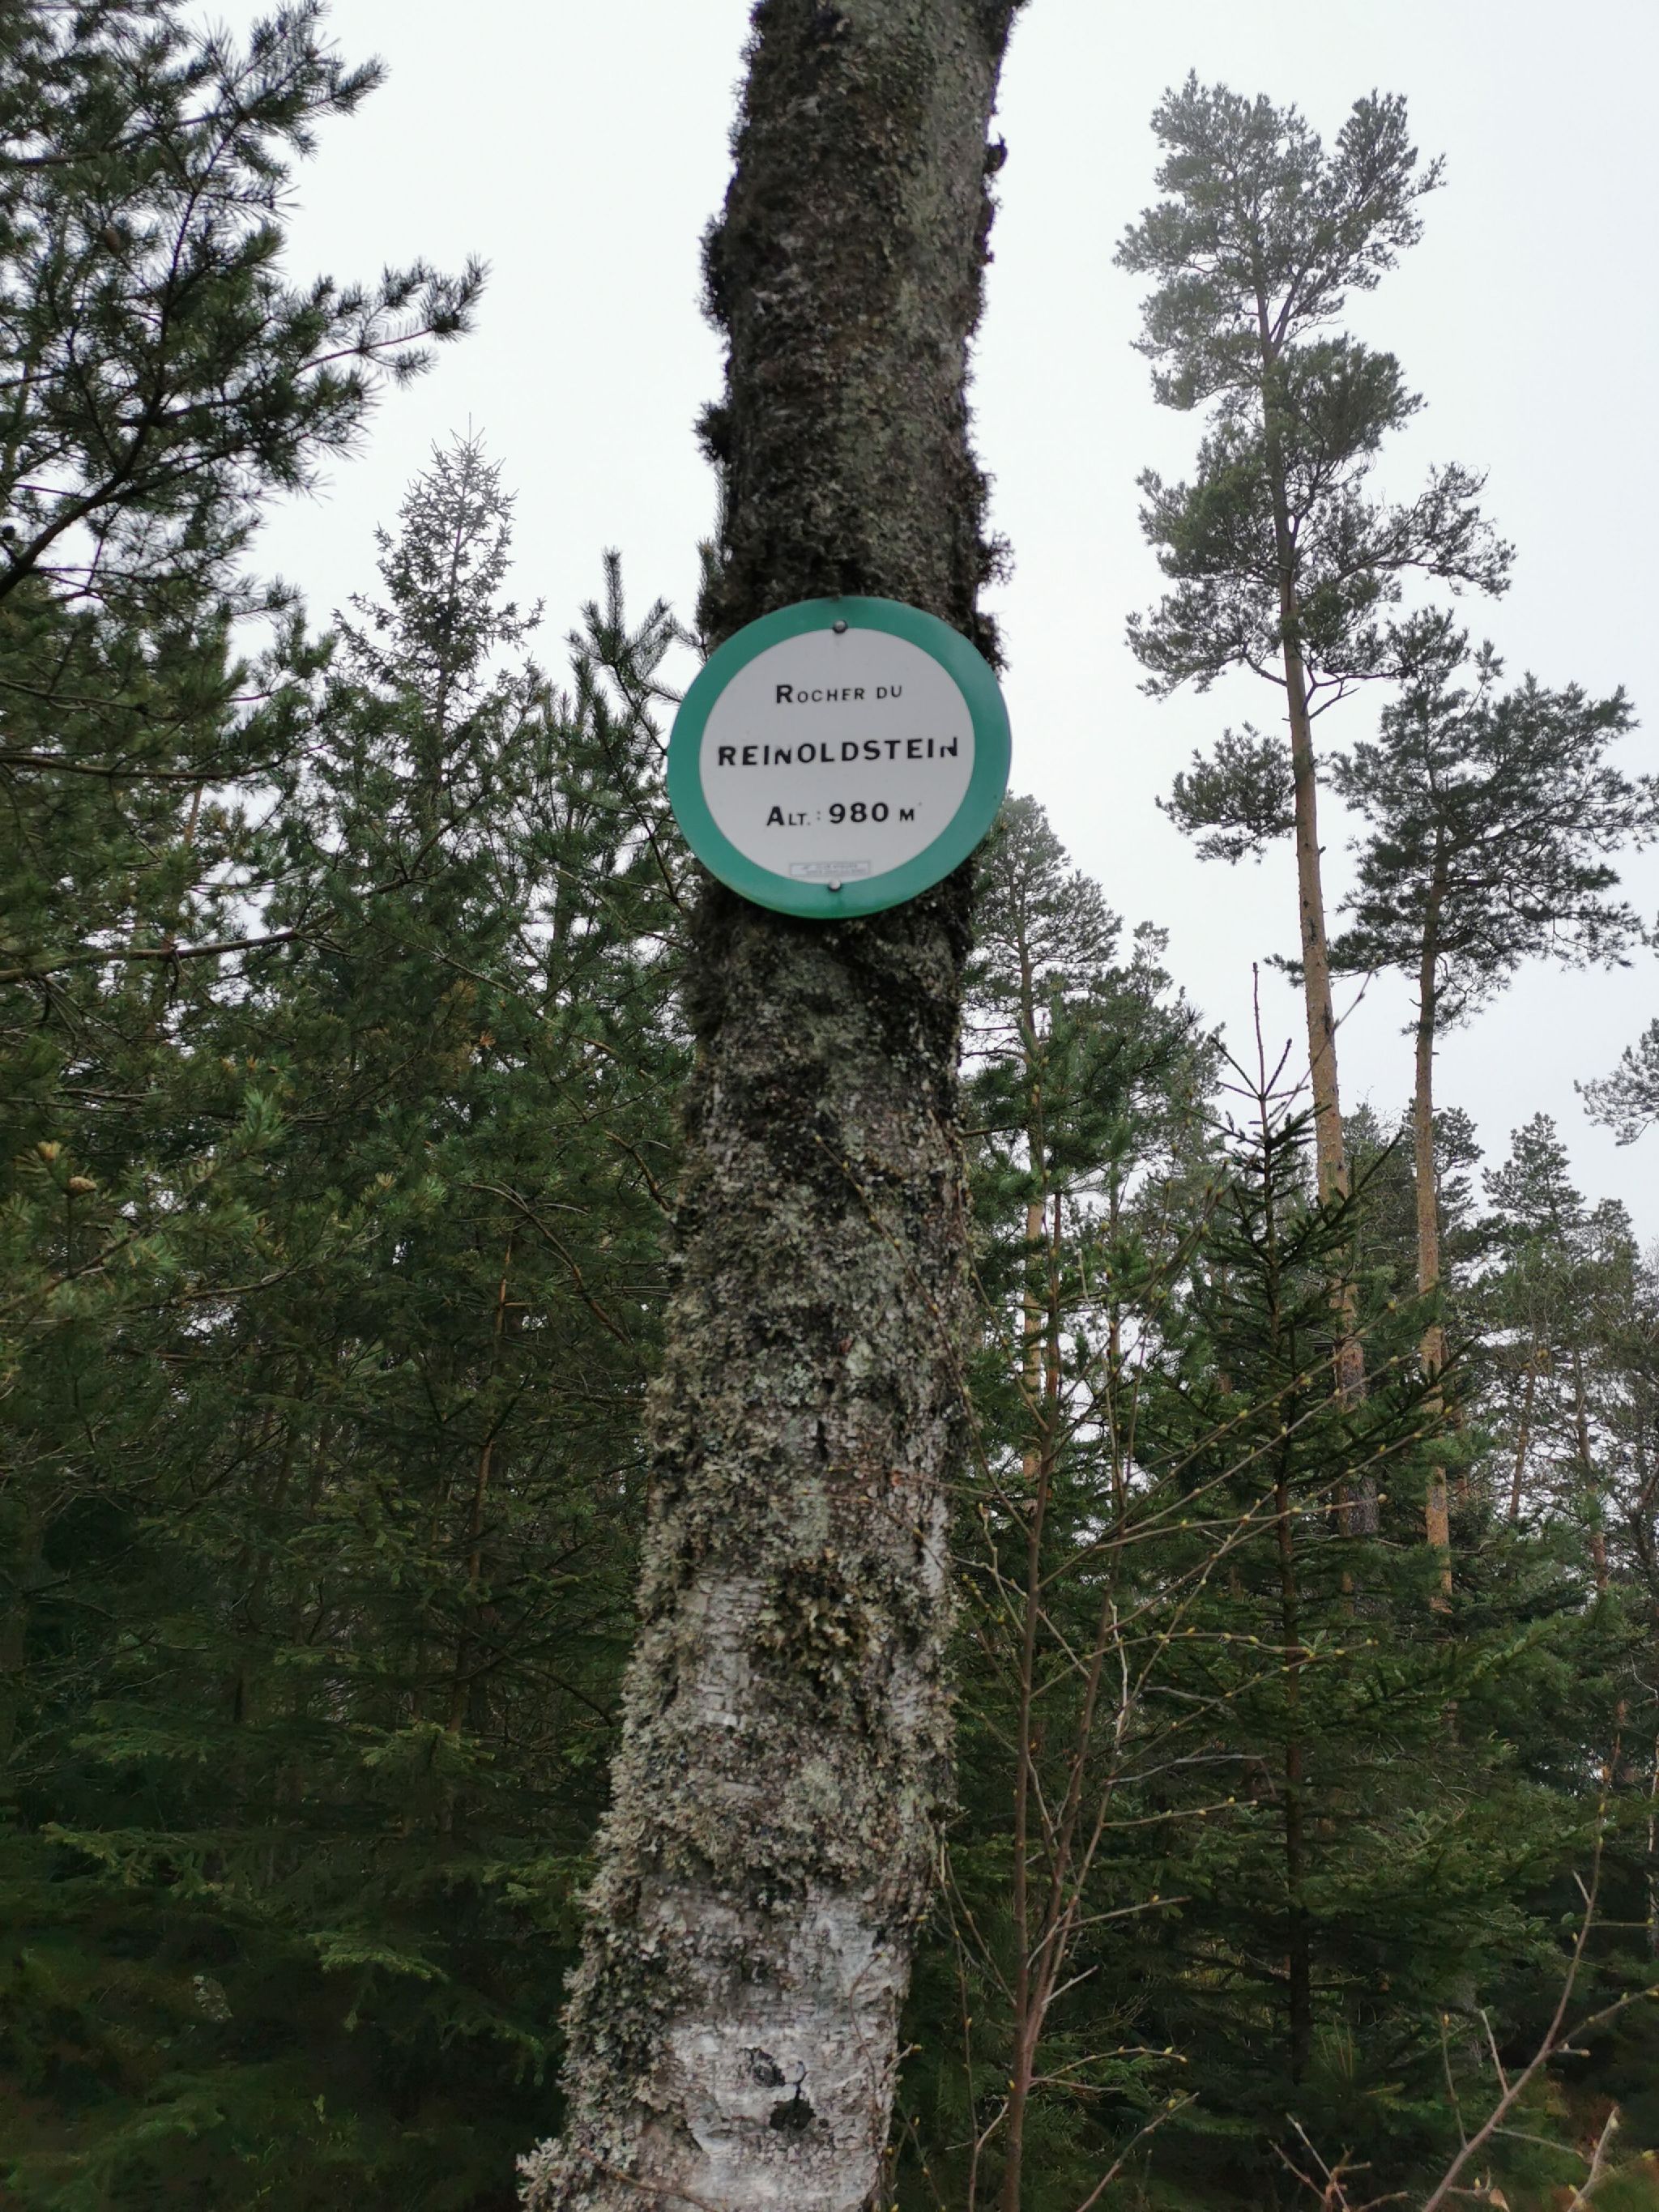 ROCHER DU
REINOLDSTEIN
ALT. : 980 M